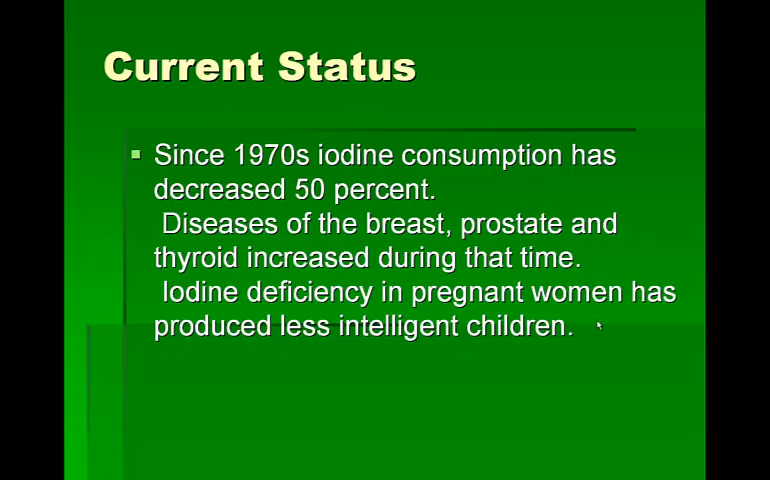 Current Status
Since 1970s iodine consumption has
decreased 50 percent.
Diseases of the breast, prostate and
thyroid increased during that time.
Iodine deficiency in pregnant women has
produced less intelligent children.